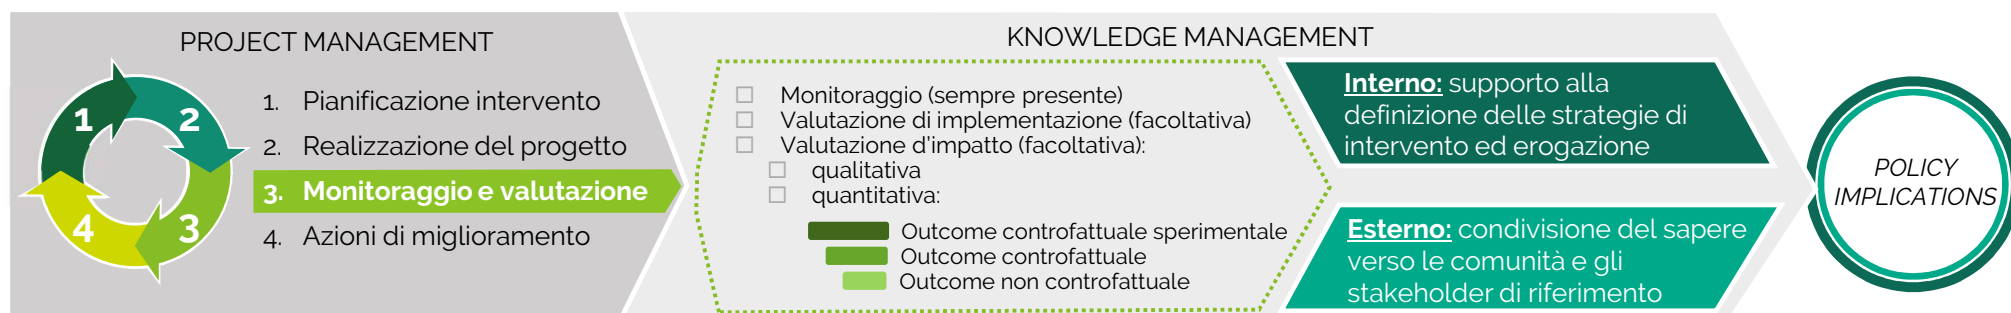 PROJECT MANAGEMENT
1
2
3
4
1. Pianificazione intervento
2. Realizzazione del progetto
3. Monitoraggio e valutazione
4. Azioni di miglioramento
KNOWLEDGE MANAGEMENT
Monitoraggio (sempre presente)
Valutazione di implementazione (facoltativa)
Valutazione d'impatto (facoltativa):
qualitativa
quantitativa:
Outcome controfattuale sperimentale
Outcome controfattuale
Outcome non controfattuale
Interno: supporto alla
definizione delle strategie di
intervento ed erogazione
Esterno: condivisione del sapere
verso le comunità e gli
stakeholder di riferimento
POLICY
IMPLICATIONS